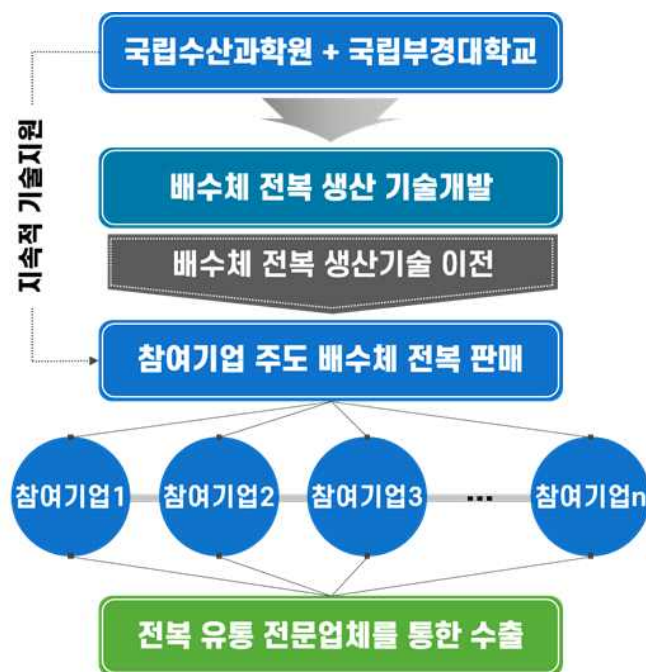 국립수산과학원 + 국립부경대학교
지속적 기술지원
배수체 전복 생산 기술개발
배수체 전복 생산기술 이전
참여기업 주도 배수체 전복 판매
참여기업1 참여기업2 참여기업3 ··· 참여기업n
전복 유통 전문업체를 통한 수출